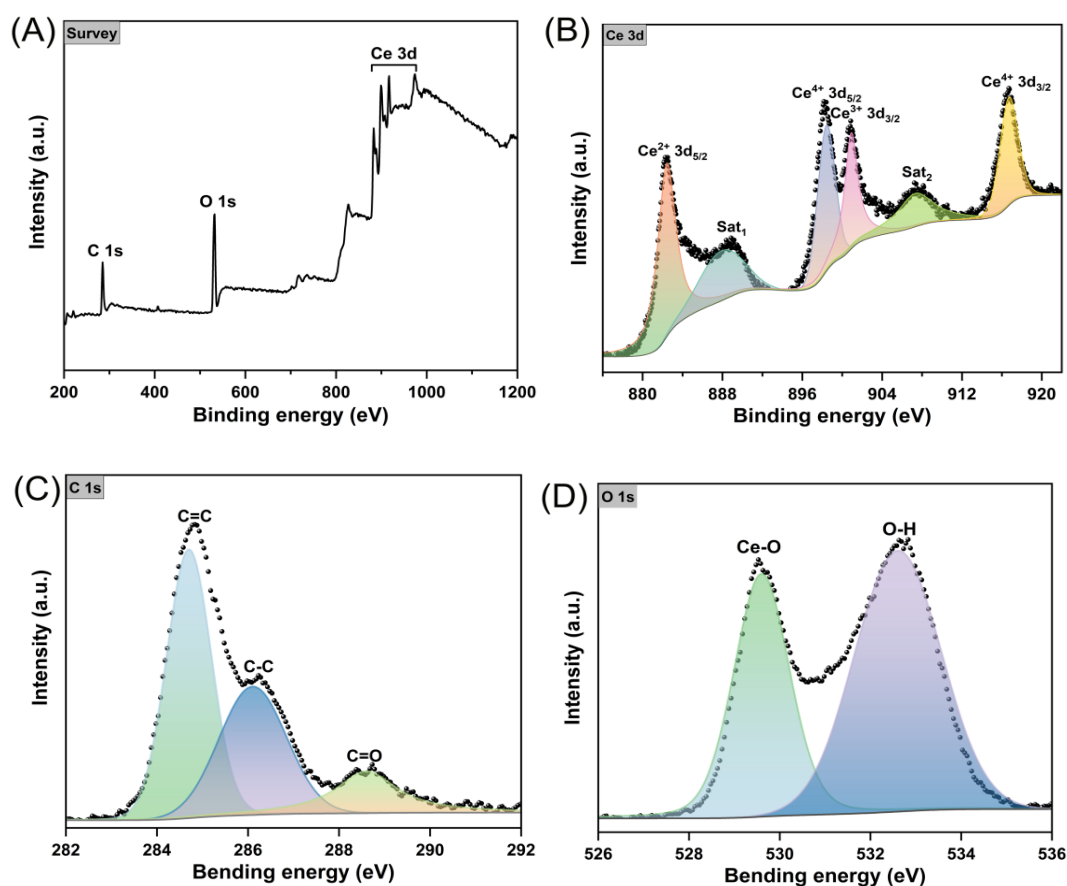 (A)
Survey
Ce 3d
O 1s
C 1s
Intensity (a.u.)
200 400 600 800 1000 1200
Binding energy (eV)
(B)
Ce 3d
Ce⁴⁺ 3d₅/₂
Ce³⁺ 3d₃/₂
Ce⁴⁺ 3d₃/₂
Ce²⁺ 3d₅/₂
Sat₂
Sat₁
Intensity (a.u.)
880 888 896 904 912 920
Binding energy (eV)
(C)
C 1s
C=C
C-C
C=O
Intensity (a.u.)
282 284 286 288 290 292
Bending energy (eV)
(D)
O 1s
O-H
Ce-O
Intensity (a.u.)
526 528 530 532 534 536
Bending energy (eV)